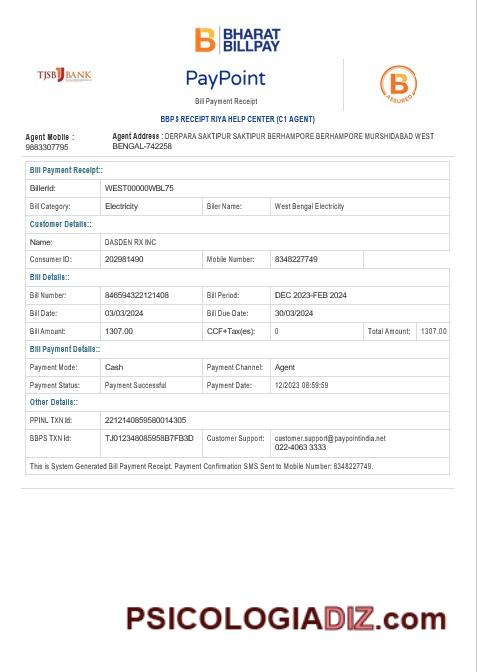 BHARAT
BILLPAY
TJSB BANK
PayPoint
ASSURED
Bill Payment Receipt
BBPS RECEIPT RIYA HELP CENTER (C1 AGENT)
Agent Mobile :
9883307795
Agent Address : DERPARA SAKTIPUR SAKTIPUR BERHAMPORE BERHAMPORE MURSHIDABAD WEST
BENGAL-742258
Bill Payment Receipt::
BillerId: WEST00000WBL75
Bill Category: Electricity Biler Name: West Bengal Electricity
Customer Details::
Name: DASDEN RX INC
Consumer ID: 202981490 Mobile Number: 8348227749
Bill Details::
Bill Number: 846594322121408 Bill Period: DEC 2023-FEB 2024
Bill Date: 03/03/2024 Bill Due Date: 30/03/2024
Bill Amount: 1307.00 CCF+Tax(es): 0 Total Amount: 1307.00
Bill Payment Details::
Payment Mode: Cash Payment Channel: Agent
Payment Status: Payment Successful Payment Date: 12/2023 08:59:59
Other Details::
PPINL TXN Id: 2212140859580014305
BBPS TXN Id: TJ012348085958B7FB3D Customer Support: customer.support@paypointindia.net
022-4063 3333
This is System Generated Bill Payment Receipt. Payment Confirmation SMS Sent to Mobile Number: 8348227749.
PSICOLOGIADIZ.com